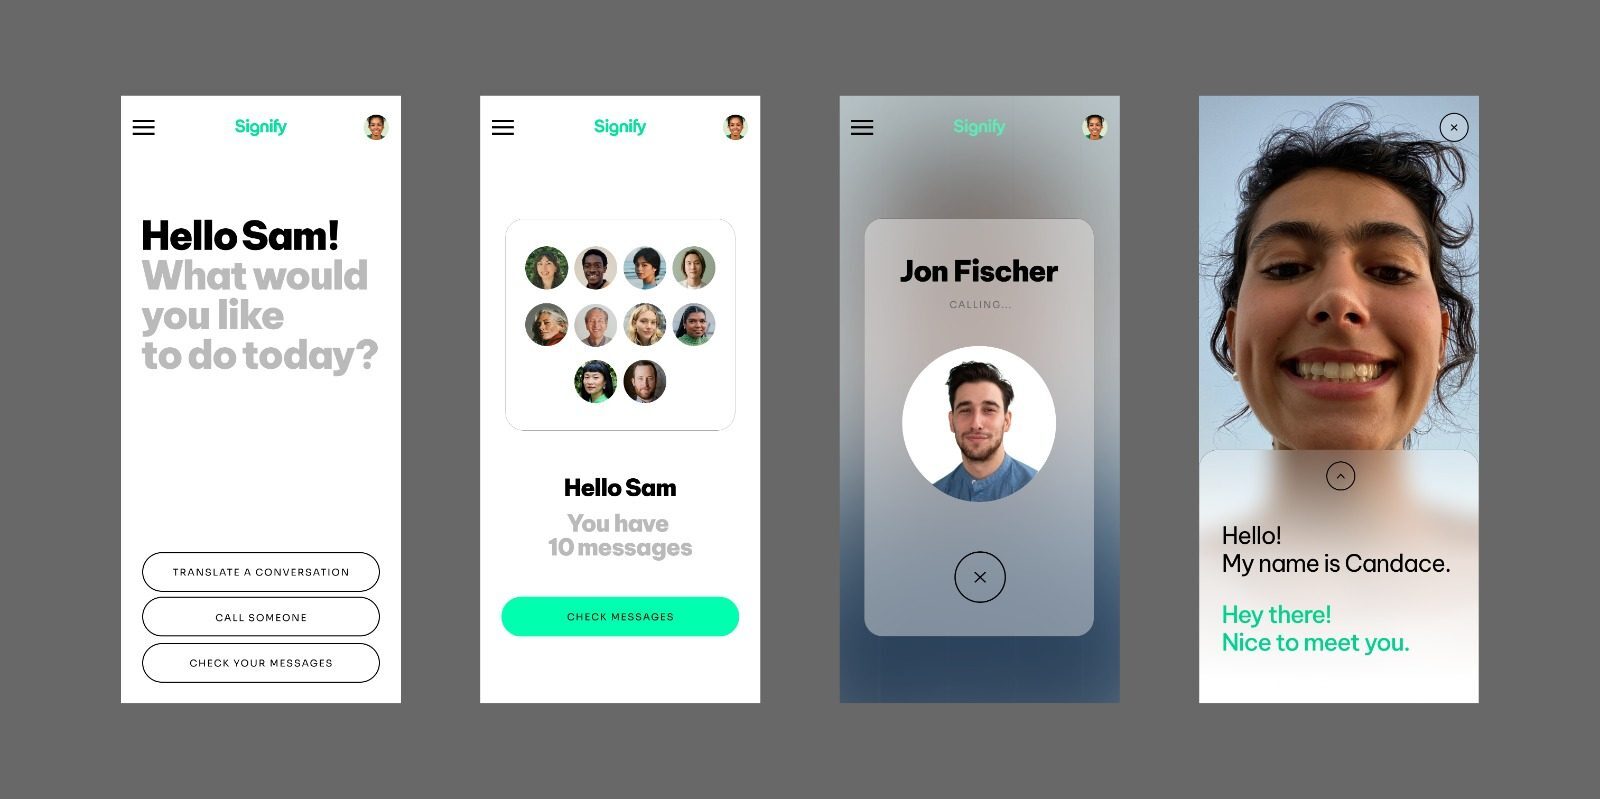 Signify
Hello Sam!
What would
you like
to do today?
TRANSLATE A CONVERSATION
CALL SOMEONE
CHECK YOUR MESSAGES
Signify
Hello Sam
You have
10 messages
CHECK MESSAGES
Signify
Jon Fischer
CALLING...
Hello!
My name is Candace.
Hey there!
Nice to meet you.